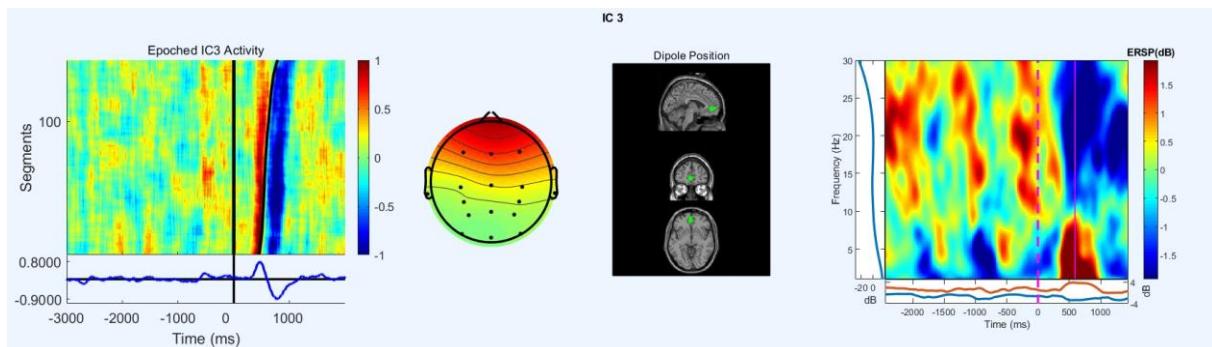 IC 3
Epoched IC3 Activity
Segments
100
1
0.5
0
-0.5
-1
0.8000
-0.9000
-3000 -2000 -1000 0 1000
Time (ms)
Dipole Position
ERSP(dB)
Frequency (Hz)
30
25
20
15
10
5
1.5
1
0.5
0
-0.5
-1
-1.5
-20 0
dB
4
-4
dB
-2000 -1500 -1000 -500 0 500 1000
Time (ms)